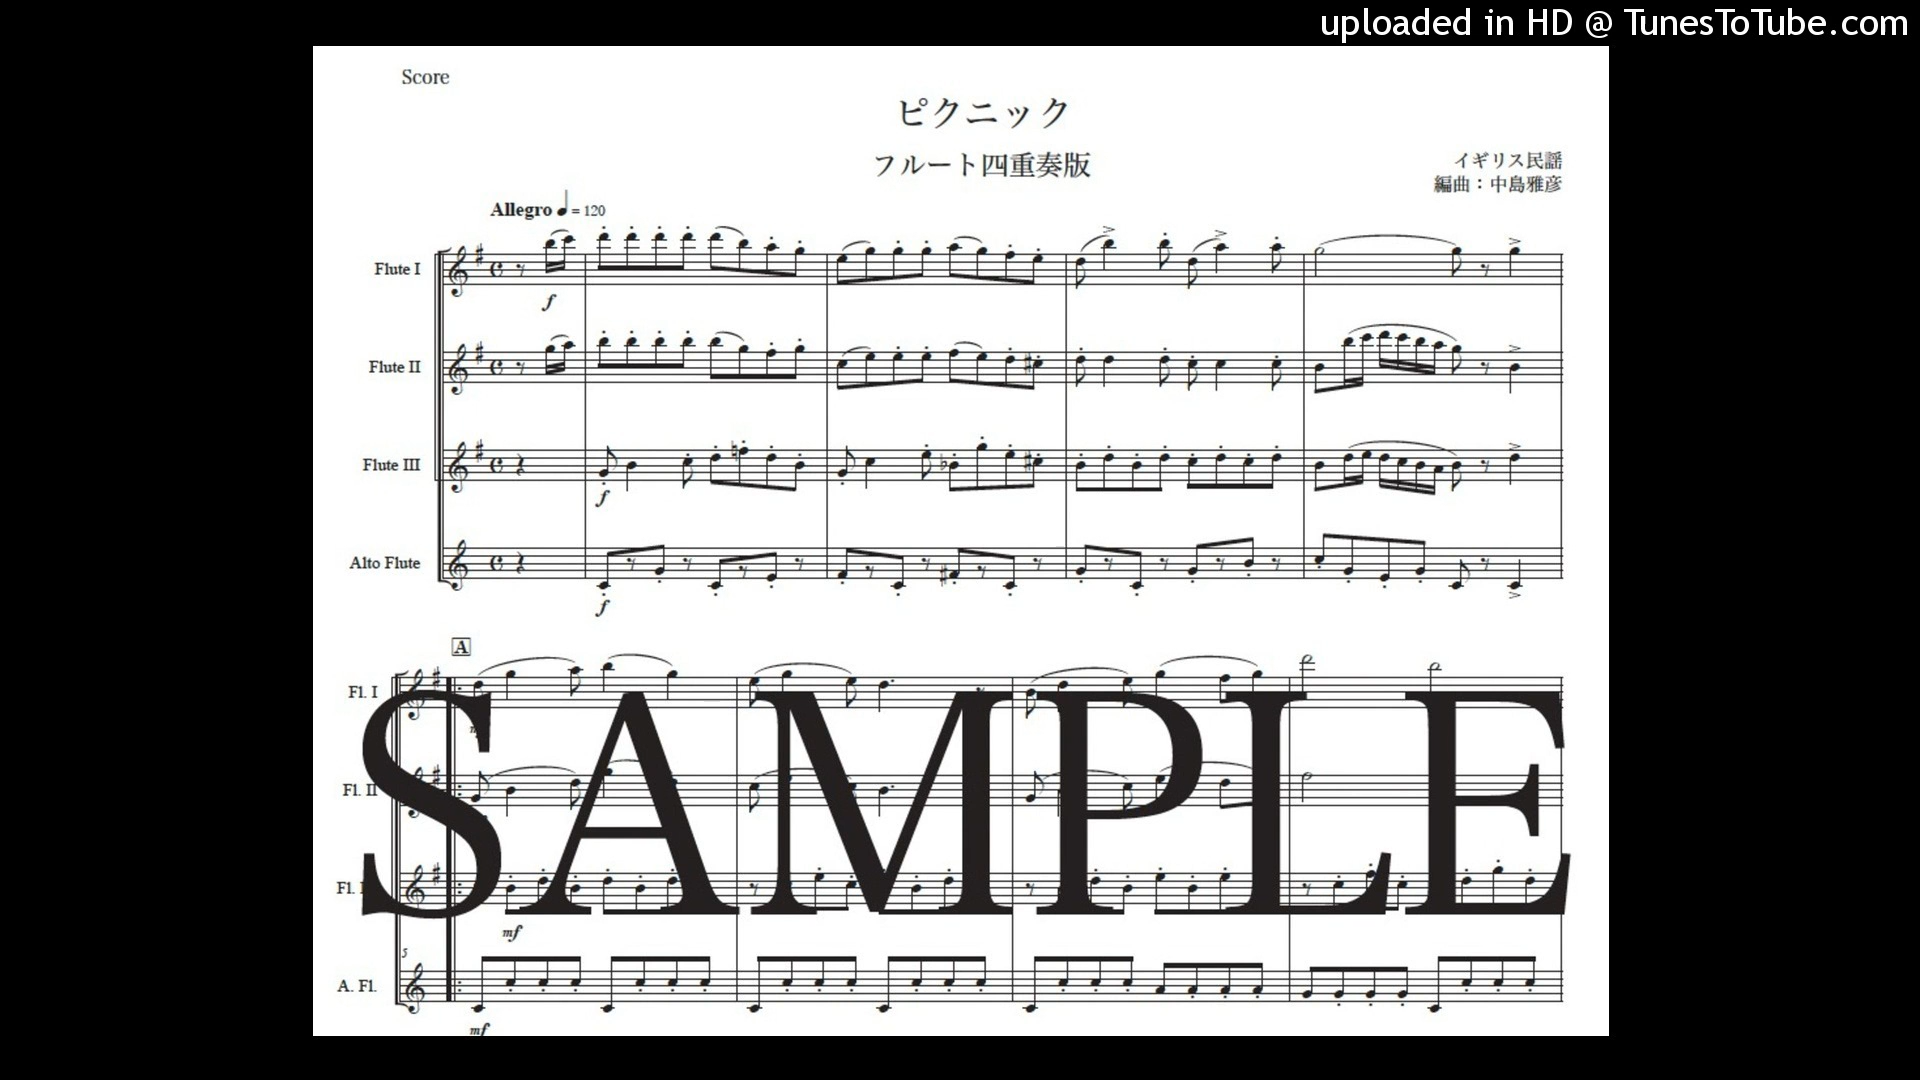 uploaded in HD @ TunesToTube.com
Score
ピクニック
フルート四重奏版
イギリス民謡
編曲：中島雅彦
Allegro ♩ = 120
Flute I
f
Flute II
Flute III
f
Alto Flute
f
A
Fl. I
Fl. II
mf
5
A. Fl.
mf
SAMPLE